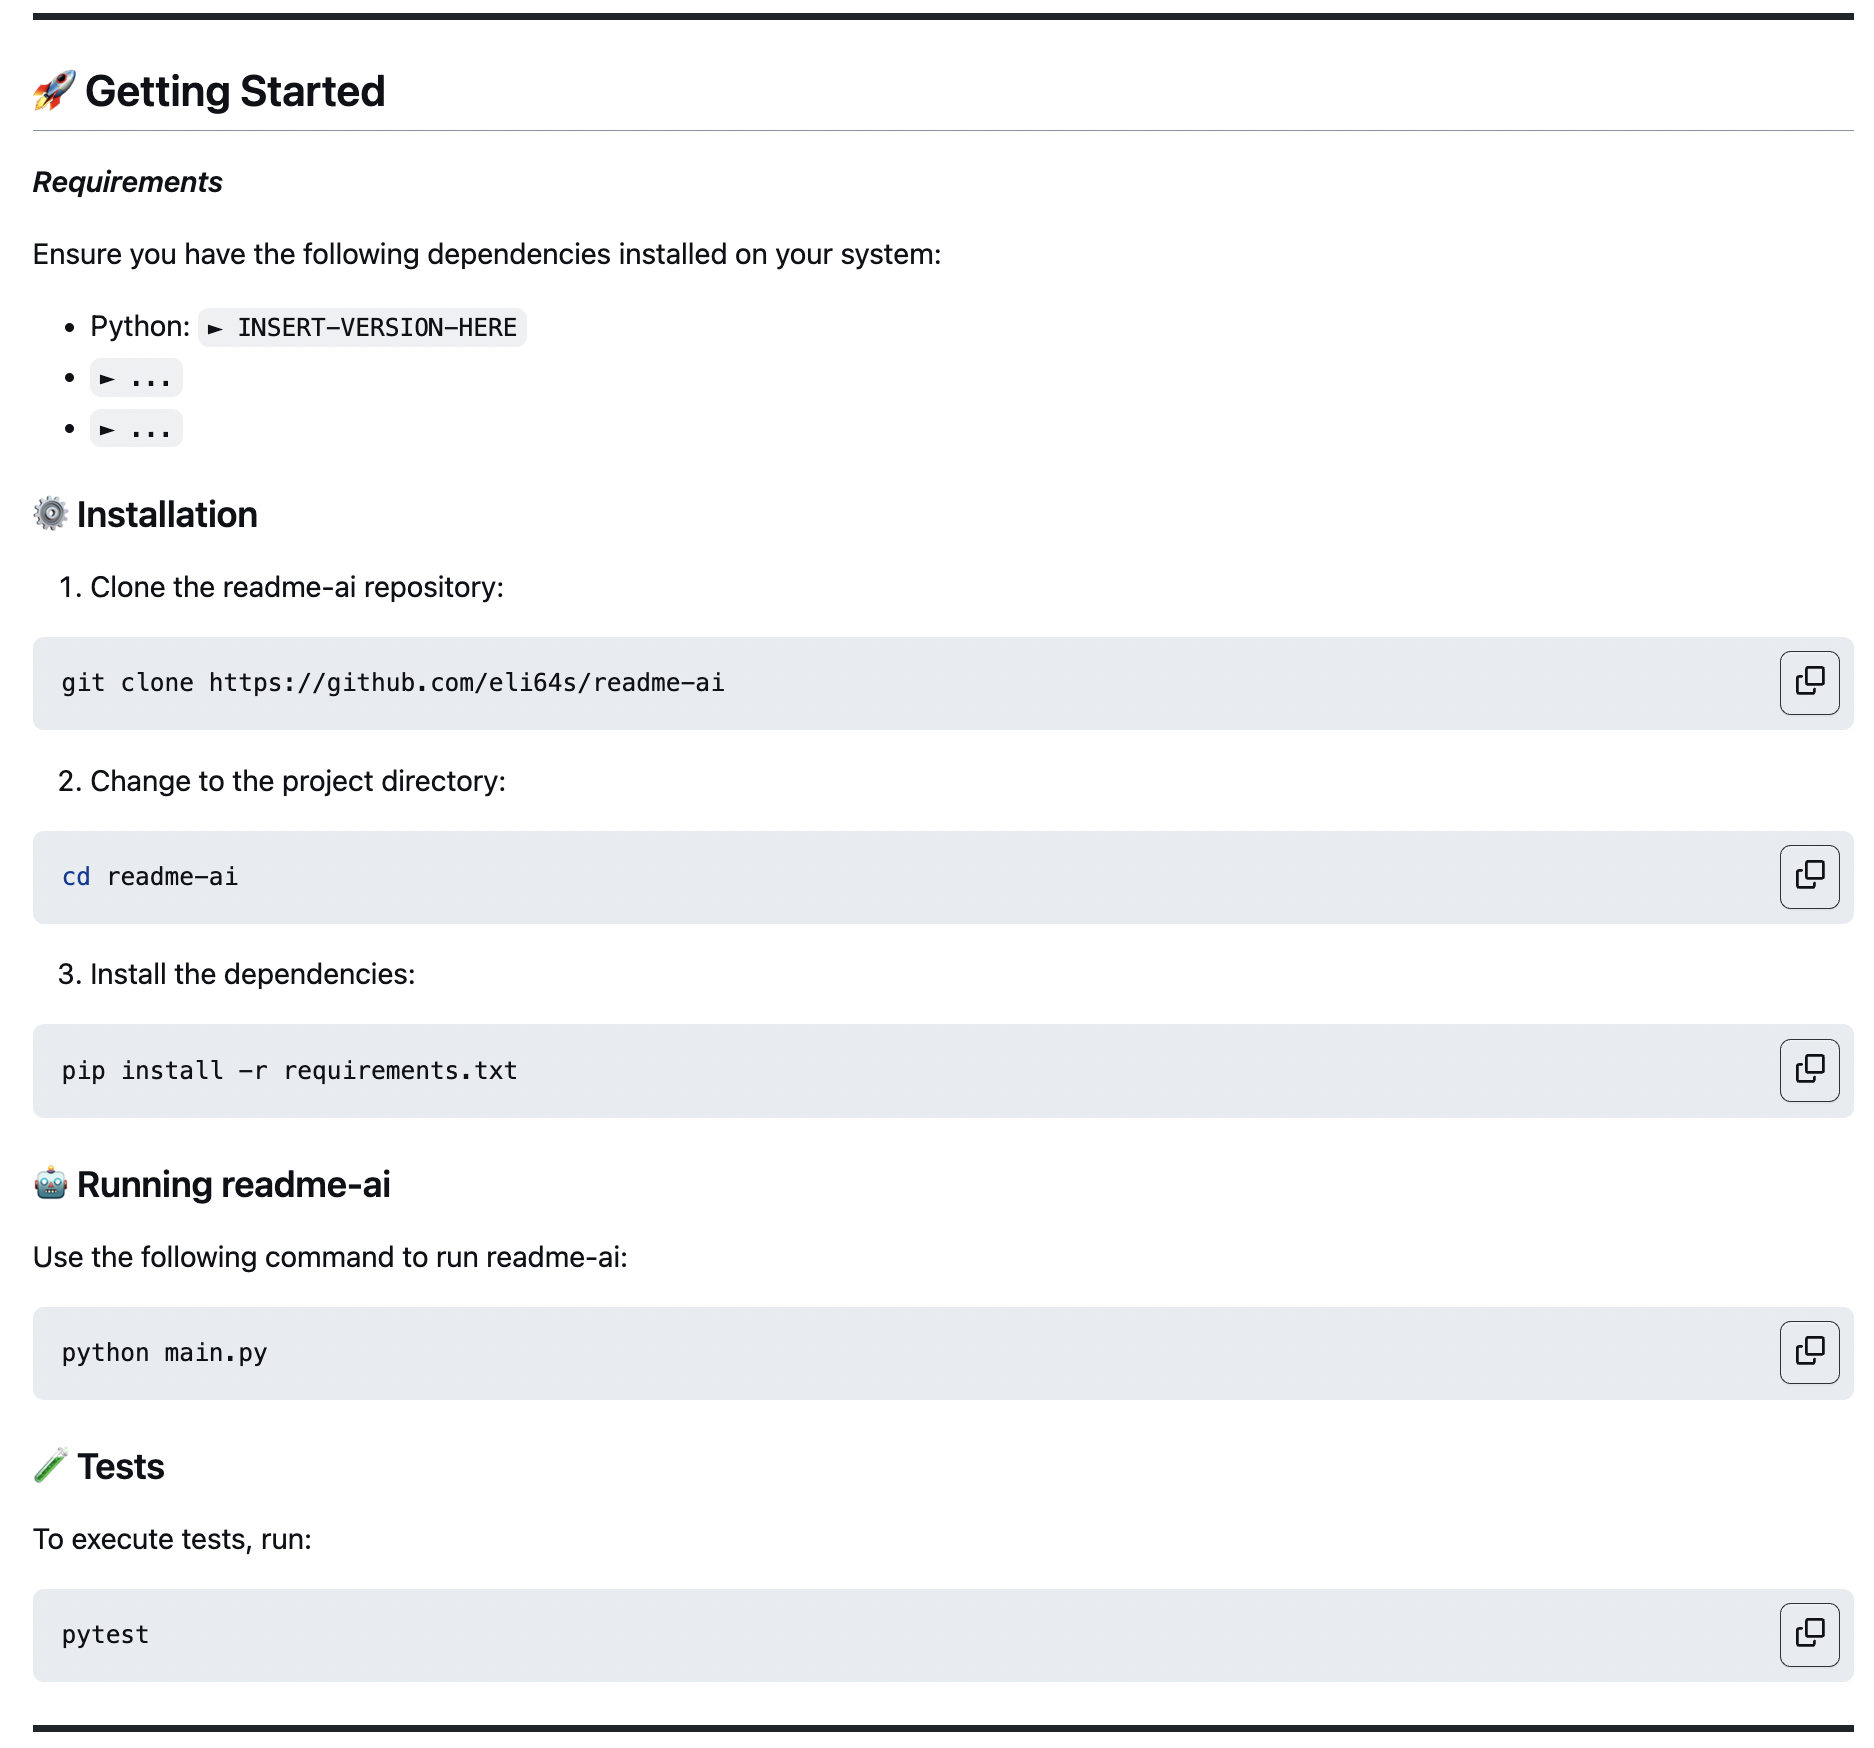 🚀 Getting Started
Requirements
Ensure you have the following dependencies installed on your system:
• Python: ► INSERT-VERSION-HERE
• ► ...
• ► ...
⚙️ Installation
1. Clone the readme-ai repository:
git clone https://github.com/eli64s/readme-ai
2. Change to the project directory:
cd readme-ai
3. Install the dependencies:
pip install -r requirements.txt
🤖 Running readme-ai
Use the following command to run readme-ai:
python main.py
🧪 Tests
To execute tests, run:
pytest